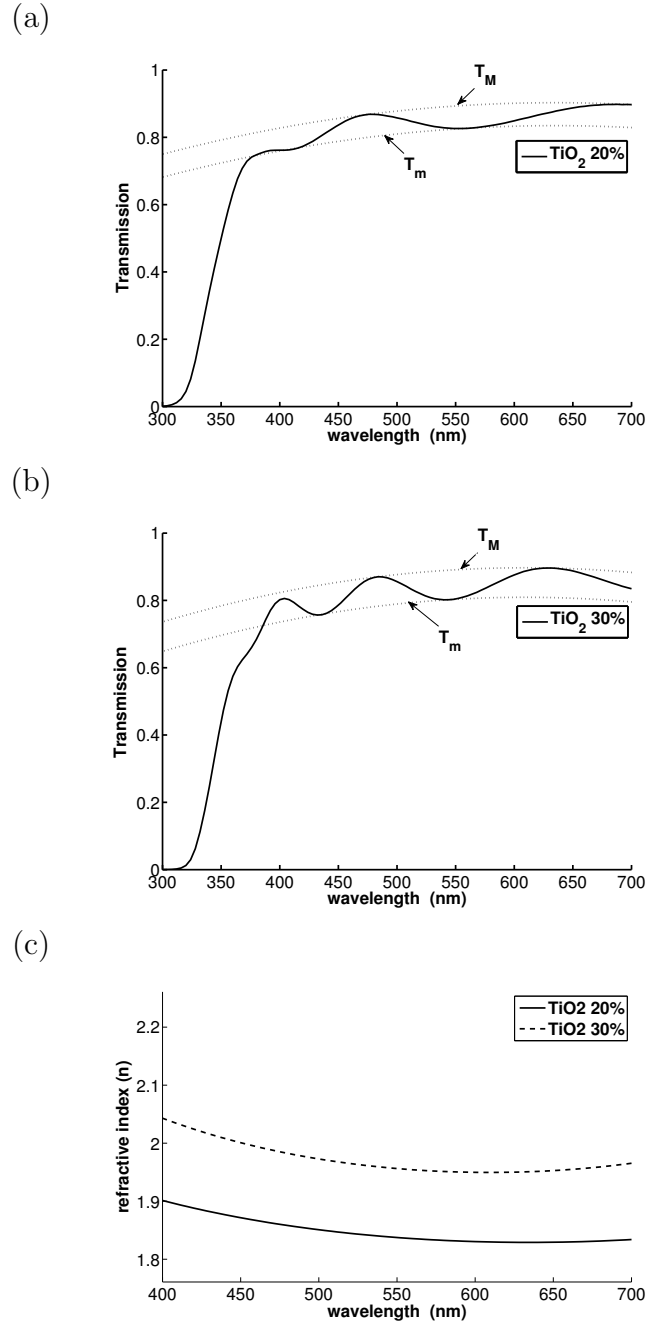 (a)
1
0.8
0.6
0.4
0.2
0
Transmission
T_M
T_m
TiO_2 20%
300 350 400 450 500 550 600 650 700
wavelength (nm)
(b)
1
0.8
0.6
0.4
0.2
0
Transmission
T_M
T_m
TiO_2 30%
300 350 400 450 500 550 600 650 700
wavelength (nm)
(c)
TiO2 20%
TiO2 30%
2.2
2.1
2
1.9
1.8
refractive index (n)
400 450 500 550 600 650 700
wavelength (nm)